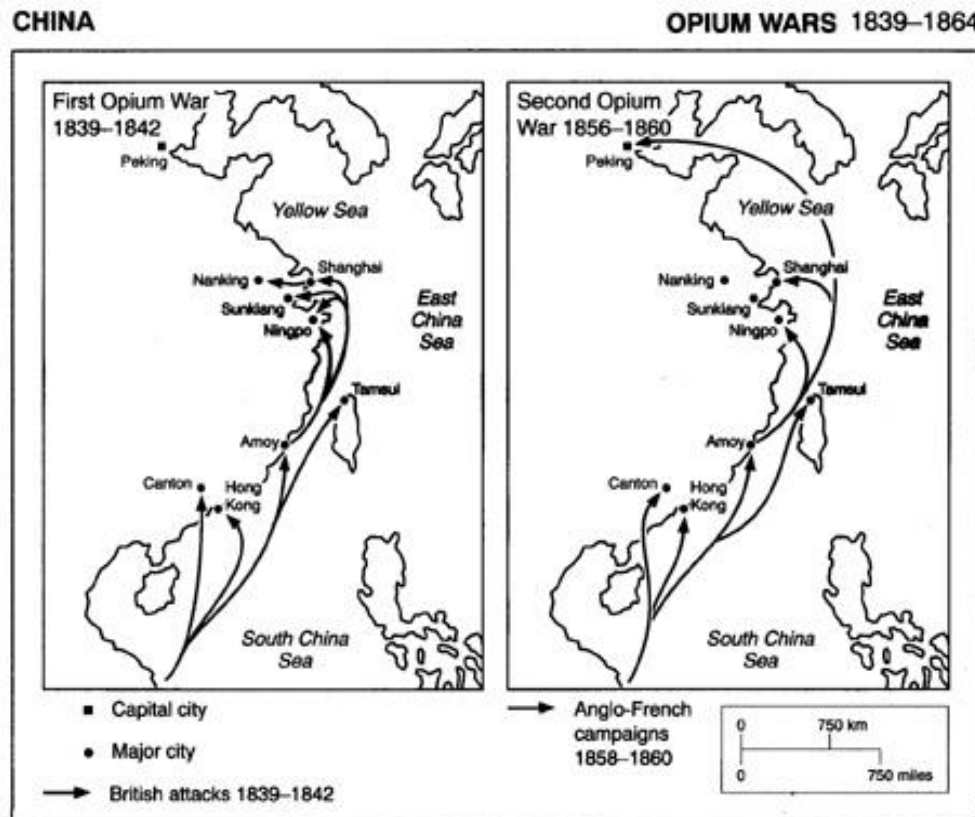 CHINA
OPIUM WARS 1839–1864
First Opium War
1839–1842
Peking
Yellow Sea
Nanking
Shanghai
Sunkiang
Ningpo
East
China
Sea
Tamsui
Amoy
Canton
Hong
Kong
South China
Sea
Second Opium
War 1856–1860
Peking
Yellow Sea
Nanking
Shanghai
Sunkiang
Ningpo
East
China
Sea
Tamsui
Amoy
Canton
Hong
Kong
South China
Sea
Capital city
Major city
British attacks 1839–1842
Anglo-French
campaigns
1858–1860
0 750 km
0 750 miles